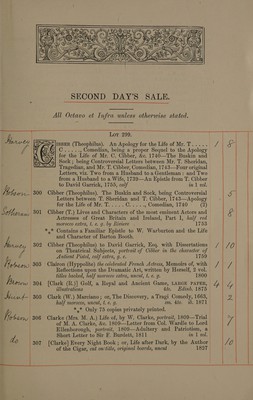 SECOND DAY'S SALE.
All Octavo et Infra unless otherwise stated.
Lot 299.
CIBBER (Theophilus). An Apology for the Life of Mr. T . . . . .
C . . . . ., Comedian, being a proper Sequel to the Apology
for the Life of Mr. C. Cibber, &c. 1740—The Buskin and
Sock; being Controversial Letters between Mr. T. Sheridan,
Tragedian, and Mr. T. Cibber, Comedian, 1743—Four original
Letters, viz. Two from a Husband to a Gentleman; and Two
from a Husband to a Wife, 1739—An Epistle from T. Cibber
to David Garrick, 1755, calf in 1 vol.
300 Cibber (Theophilus). The Buskin and Sock, being Controversial
Letters between T. Sheridan and T. Cibber, 1743—Apology
for the Life of Mr. T. . . . C . . . ., Comedian, 1740 (2)
301 Cibber (T.) Lives and Characters of the most eminent Actors and
Actresses of Great Britain and Ireland, Part I, half red
morocco extra, t. e. g. by Simson 1753
*** Contains a Familiar Epistle to W. Warburton and the Life
and Character of Barton Booth.
302 Cibber (Theophilus) to David Garrick, Esq. with Dissertations
on Theatrical Subjects, portrait of Cibber in the character of
Antient Pistol, calf extra, g. e. 1759
303 Clairon (Hyppolite) the celebrated French Actress, Memoirs of, with
Reflections upon the Dramatic Art, written by Herself, 2 vol.
titles inlaid, half morocco extra, uncut, t. e. g. 1800
304 [Clark (R.)] Golf, a Royal and Ancient Game, LARGE PAPER,
illustrations 4to. Edinb. 1875
305 Clark (W.) Marciano; or, The Discovery, a Tragi Comedy, 1663,
half morocco, uncut, t. e. g. sm. 4to. ib. 1871
*** Only 75 copies privately printed.
306 Clarke (Mrs. M. A.) Life of, by W. Clarke, portrait, 1809—Trial
of M. A. Clarke, &c. 1809—Letter from Col. Wardle to Lord
Ellenborough, portrait, 1809—Adultery and Patriotism, a
Short Letter to Sir F. Burdett, 1811 in 1 vol.
307 [Clarke] Every Night Book; or, Life after Dark, by the Author
of the Cigar, cut on title, original boards, uncut 1827